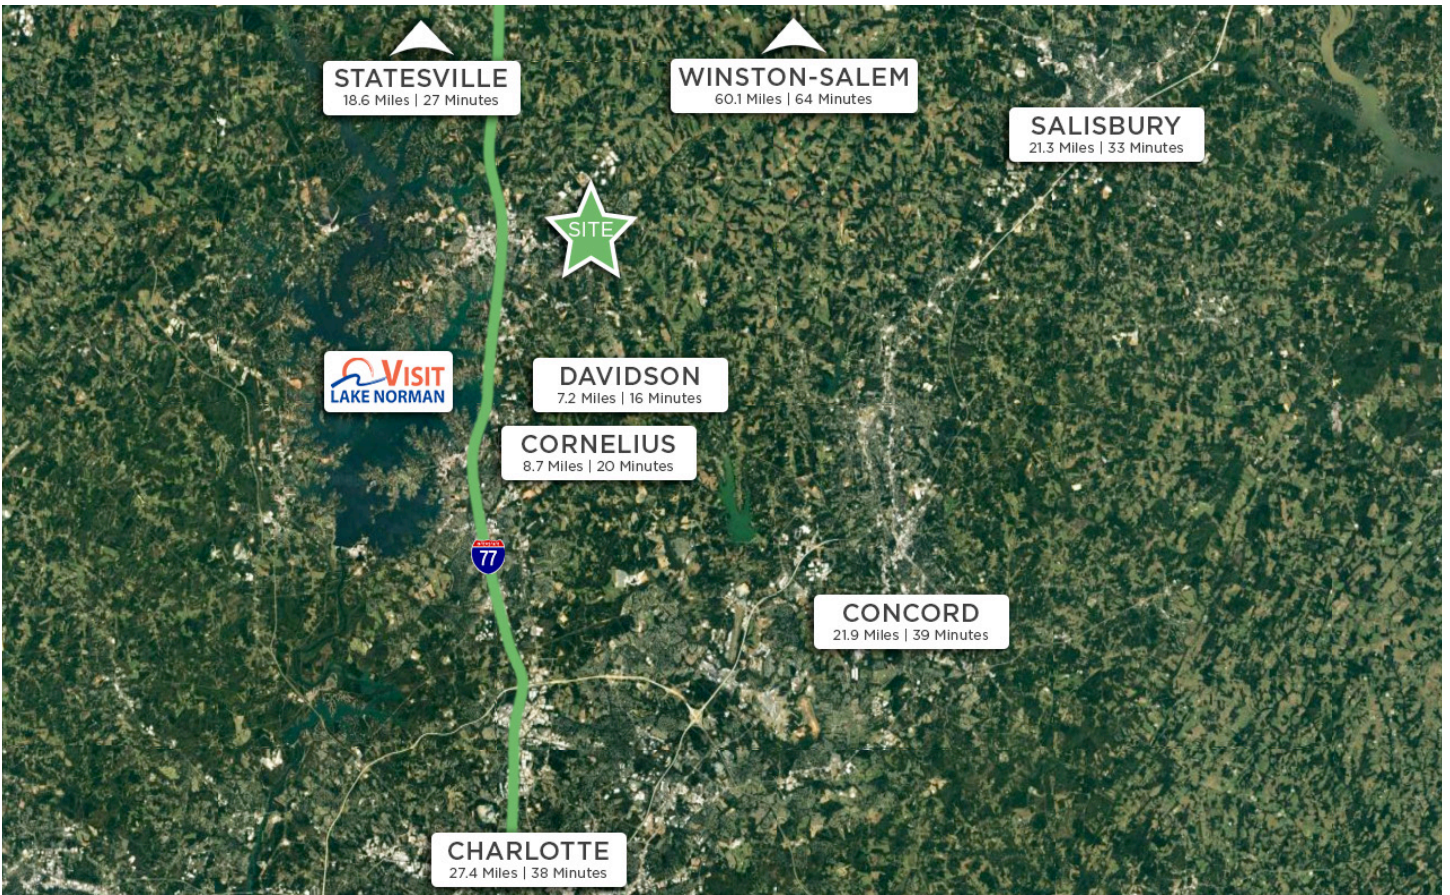 STATESVILLE
18.6 Miles | 27 Minutes
WINSTON-SALEM
60.1 Miles | 64 Minutes
SALISBURY
21.3 Miles | 33 Minutes
SITE
VISIT
LAKE NORMAN
DAVIDSON
7.2 Miles | 16 Minutes
CORNELIUS
8.7 Miles | 20 Minutes
77
CONCORD
21.9 Miles | 39 Minutes
CHARLOTTE
27.4 Miles | 38 Minutes